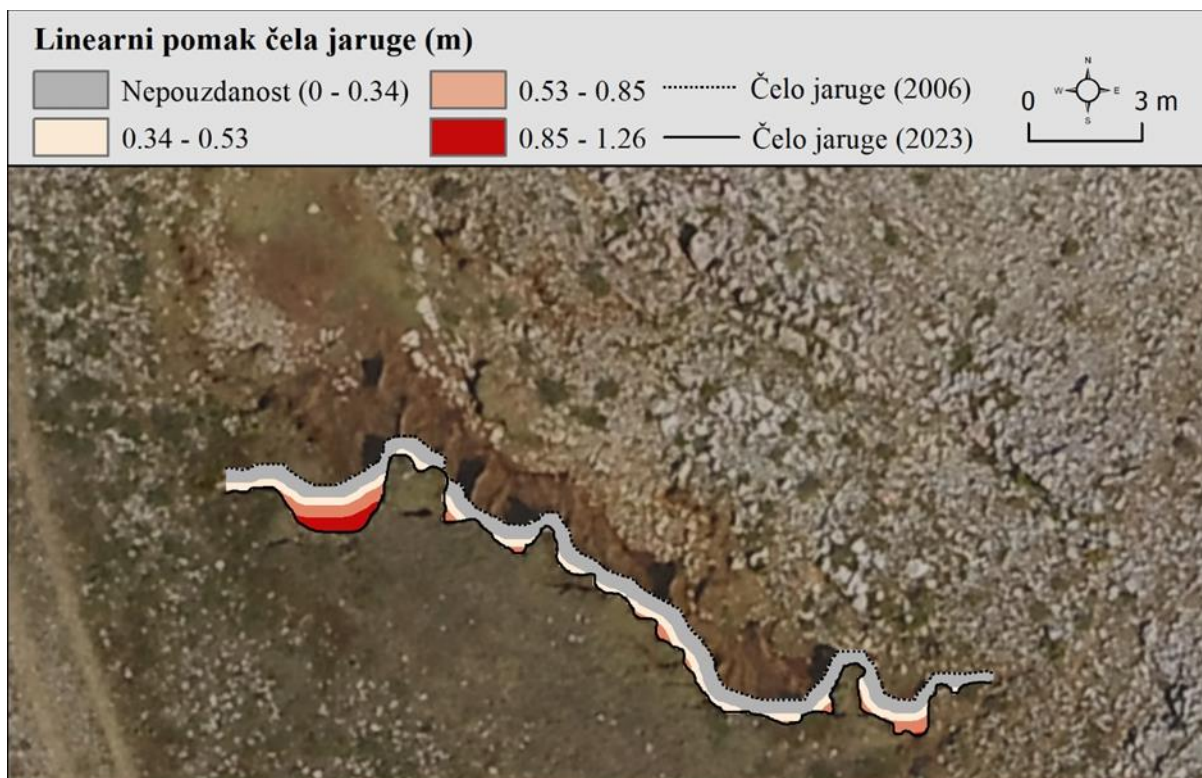 Linearni pomak čela jaruge (m)
Nepouzdanost (0 - 0.34)
0.34 - 0.53
0.53 - 0.85
0.85 - 1.26
Čelo jaruge (2006)
Čelo jaruge (2023)
0 3 m
N
W E
S